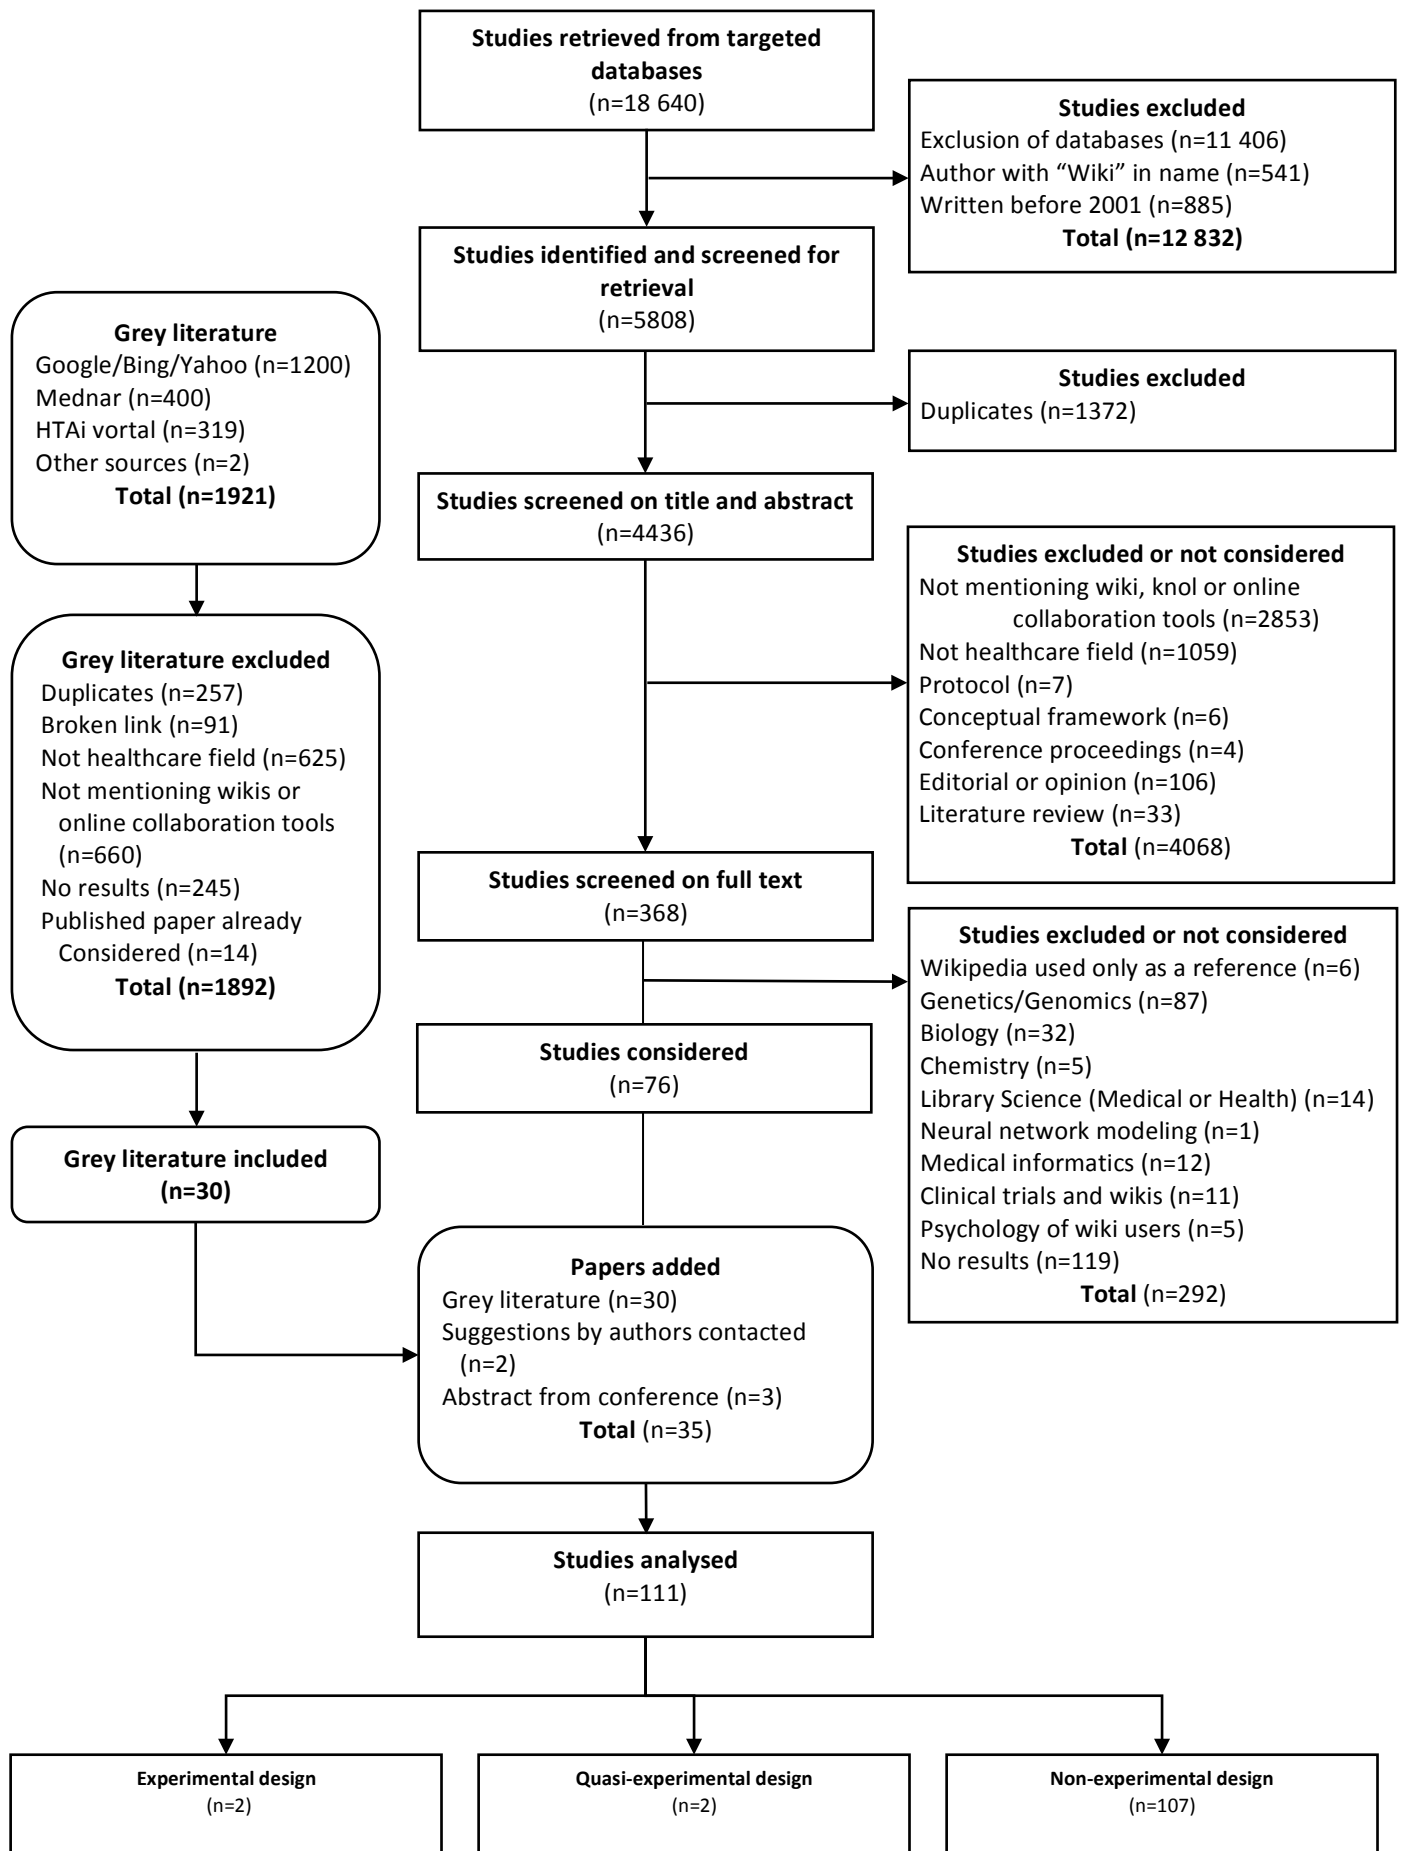 Studies retrieved from targeted
databases
(n=18 640)
Studies excluded
Exclusion of databases (n=11 406)
Author with “Wiki” in name (n=541)
Written before 2001 (n=885)
Total (n=12 832)
Studies identified and screened for
retrieval
(n=5808)
Grey literature
Google/Bing/Yahoo (n=1200)
Mednar (n=400)
HTAi vortal (n=319)
Other sources (n=2)
Total (n=1921)
Studies excluded
Duplicates (n=1372)
Studies screened on title and abstract
(n=4436)
Studies excluded or not considered
Not mentioning wiki, knol or online
collaboration tools (n=2853)
Not healthcare field (n=1059)
Protocol (n=7)
Conceptual framework (n=6)
Conference proceedings (n=4)
Editorial or opinion (n=106)
Literature review (n=33)
Total (n=4068)
Grey literature excluded
Duplicates (n=257)
Broken link (n=91)
Not healthcare field (n=625)
Not mentioning wikis or
online collaboration tools
(n=660)
No results (n=245)
Published paper already
Considered (n=14)
Total (n=1892)
Studies screened on full text
(n=368)
Studies excluded or not considered
Wikipedia used only as a reference (n=6)
Genetics/Genomics (n=87)
Biology (n=32)
Chemistry (n=5)
Library Science (Medical or Health) (n=14)
Neural network modeling (n=1)
Medical informatics (n=12)
Clinical trials and wikis (n=11)
Psychology of wiki users (n=5)
No results (n=119)
Total (n=292)
Studies considered
(n=76)
Grey literature included
(n=30)
Papers added
Grey literature (n=30)
Suggestions by authors contacted
(n=2)
Abstract from conference (n=3)
Total (n=35)
Studies analysed
(n=111)
Experimental design
(n=2)
Quasi-experimental design
(n=2)
Non-experimental design
(n=107)